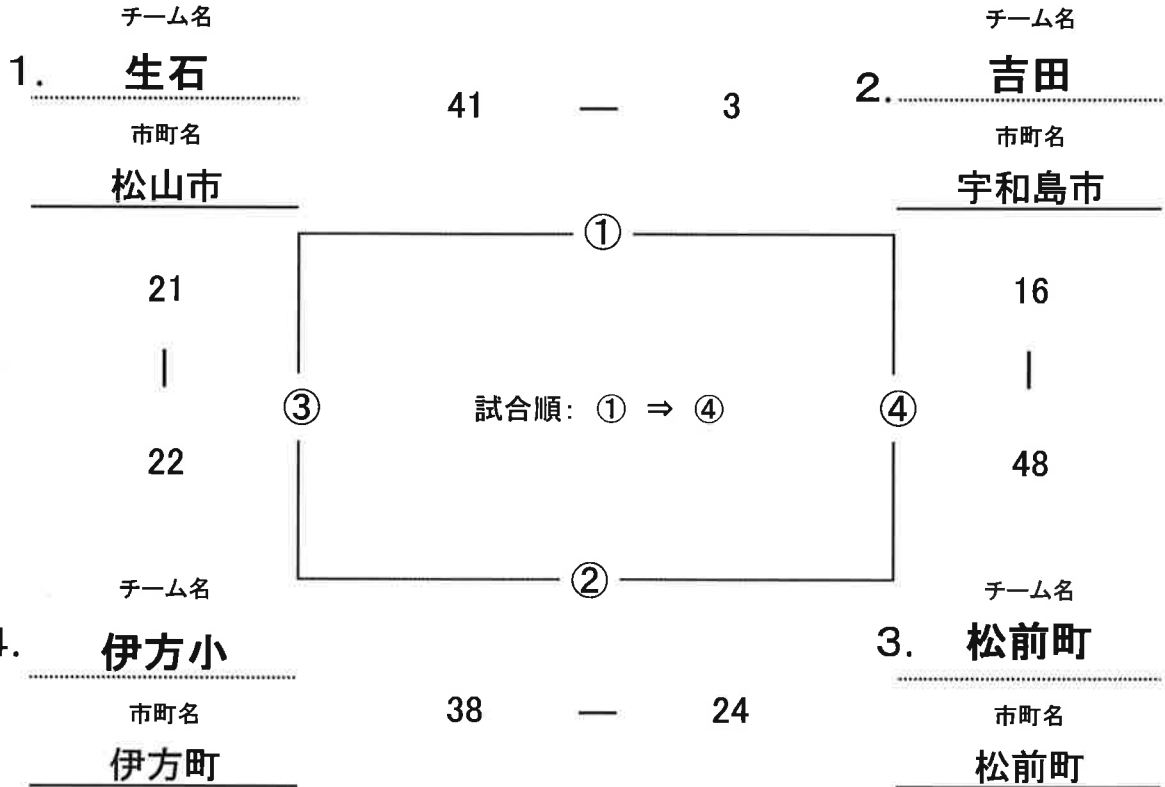 チーム名 チーム名
1. 生石 41 — 3 2. 吉田
市町名 市町名
松山市 宇和島市
①
21 16
| |
③ 試合順: ① ⇒ ④ ④
22 48
②
チーム名 チーム名
4. 伊方小 3. 松前町
市町名 38 — 24 市町名
伊方町 松前町